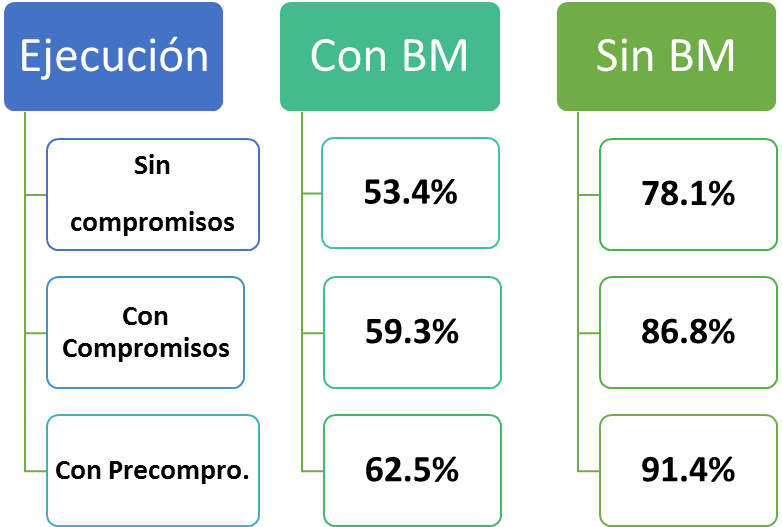 Ejecución
Con BM
Sin BM
Sin
compromisos
53.4%
78.1%
Con
Compromisos
59.3%
86.8%
Con Precompro.
62.5%
91.4%